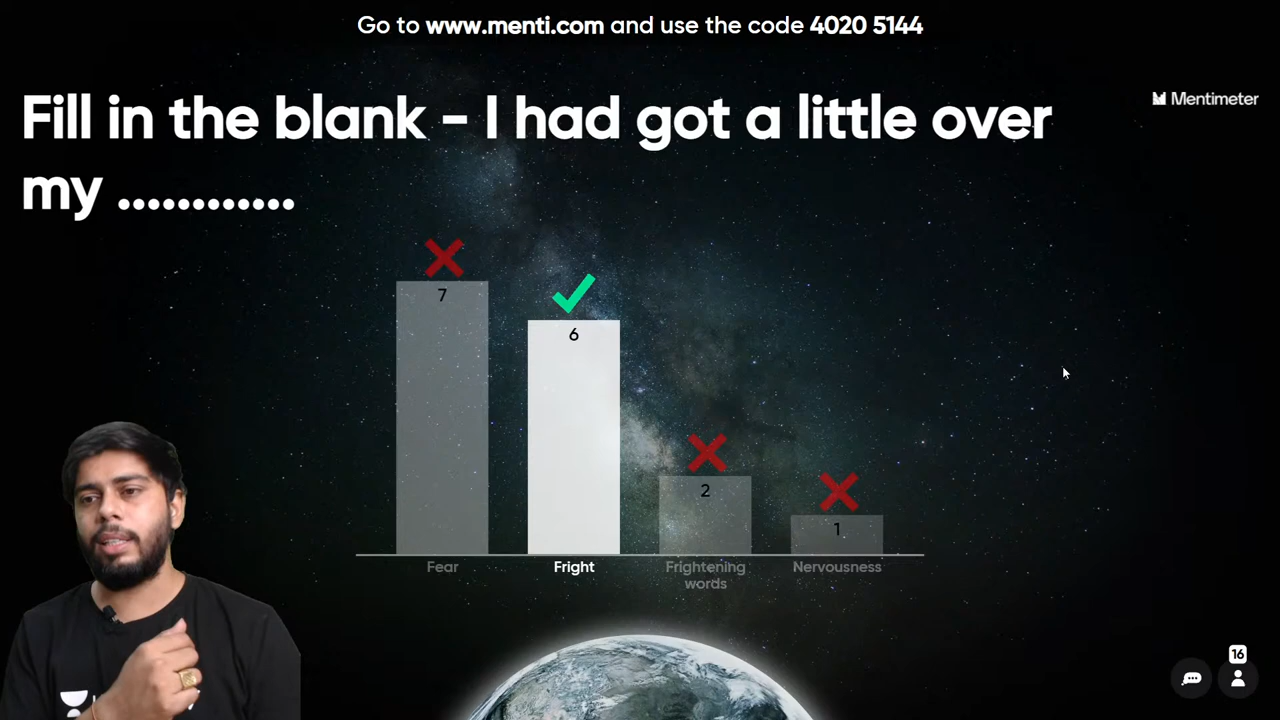 Go to www.menti.com and use the code 4020 5144
Mentimeter
Fill in the blank - I had got a little over
my ............
7
6
2
1
Fear
Fright
Frightening
words
Nervousness
16